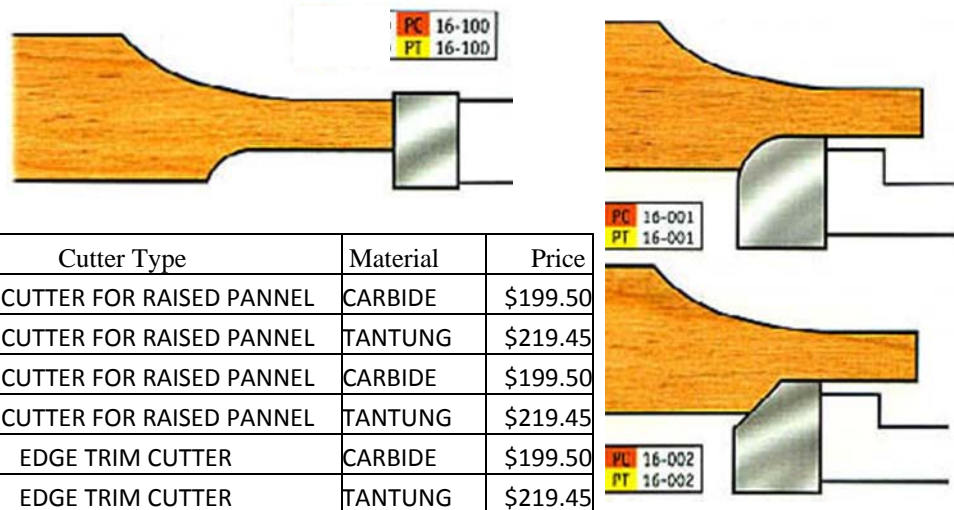 PC 16-100
PT 16-100
PC 16-001
PT 16-001
Cutter Type Material Price
CUTTER FOR RAISED PANNEL CARBIDE $199.50
CUTTER FOR RAISED PANNEL TANTUNG $219.45
CUTTER FOR RAISED PANNEL CARBIDE $199.50
CUTTER FOR RAISED PANNEL TANTUNG $219.45
EDGE TRIM CUTTER CARBIDE $199.50
EDGE TRIM CUTTER TANTUNG $219.45
PC 16-002
PT 16-002